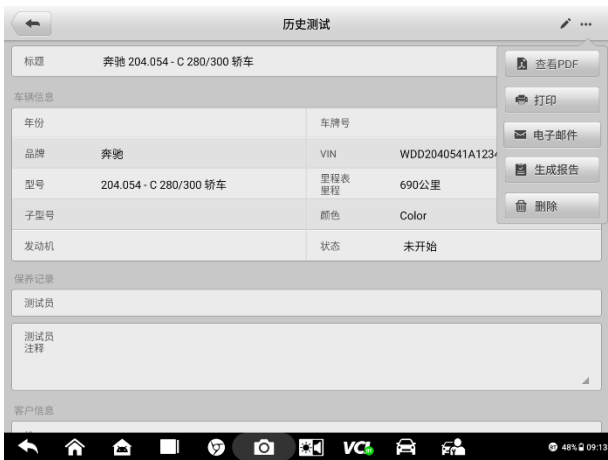 历史测试
标题 奔驰 204.054 - C 280/300 轿车
查看PDF
打印
电子邮件
生成报告
删除
车辆信息
年份 车牌号
品牌 奔驰 VIN WDD2040541A1234
型号 204.054 - C 280/300 轿车 里程表
里程 690公里
子型号 颜色 Color
发动机 状态 未开始
保养记录
测试员
测试员
注释
客户信息
VCI 48% 09:13